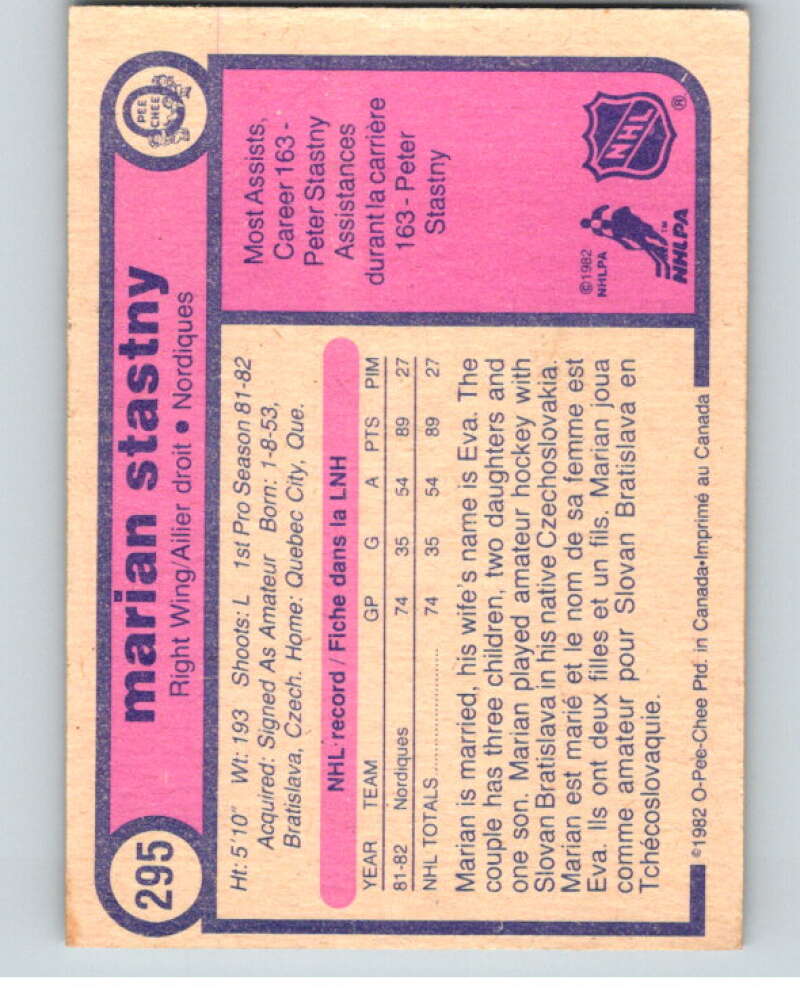 295
marian stastny
Right Wing/Ailier droit • Nordiques
O
PEE
CHEE
Ht: 5'10" Wt: 193 Shoots: L 1st Pro Season 81-82
Acquired: Signed As Amateur Born: 1-8-53,
Bratislava, Czech. Home: Quebec City, Que.
NHL record / Fiche dans la LNH
YEAR TEAM GP G A PTS PIM
81-82 Nordiques 74 35 54 89 27
NHL TOTALS 74 35 54 89 27
Marian is married, his wife's name is Eva. The
couple has three children, two daughters and
one son. Marian played amateur hockey with
Slovan Bratislava in his native Czechoslovakia.
Marian est marié et le nom de sa femme est
Eva. Ils ont deux filles et un fils. Marian joua
comme amateur pour Slovan Bratislava en
Tchécoslovaquie.
Most Assists,
Career 163 -
Peter Stastny
Assistances
durant la carrière
163 - Peter
Stastny
©1982
NHLPA
NHLPA
TM
NHL
®
©1982 O-Pee-Chee Ptd. in Canada•Imprimé au Canada